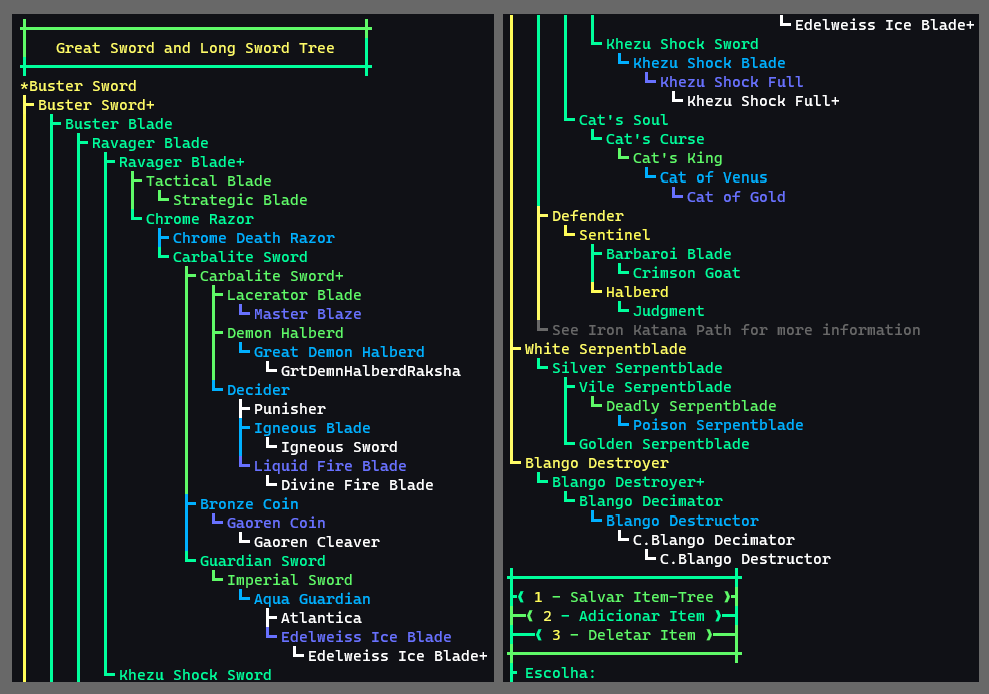 Great Sword and Long Sword Tree
*Buster Sword
Buster Sword+
Buster Blade
Ravager Blade
Ravager Blade+
Tactical Blade
Strategic Blade
Chrome Razor
Chrome Death Razor
Carbalite Sword
Carbalite Sword+
Lacerator Blade
Master Blaze
Demon Halberd
Great Demon Halberd
GrtDemnHalberdRaksha
Decider
Punisher
Igneous Blade
Igneous Sword
Liquid Fire Blade
Divine Fire Blade
Bronze Coin
Gaoren Coin
Gaoren Cleaver
Guardian Sword
Imperial Sword
Aqua Guardian
Atlantica
Edelweiss Ice Blade
Edelweiss Ice Blade+
Khezu Shock Sword
Edelweiss Ice Blade+
Khezu Shock Sword
Khezu Shock Blade
Khezu Shock Full
Khezu Shock Full+
Cat's Soul
Cat's Curse
Cat's King
Cat of Venus
Cat of Gold
Defender
Sentinel
Barbaroi Blade
Crimson Goat
Halberd
Judgment
See Iron Katana Path for more information
White Serpentblade
Silver Serpentblade
Vile Serpentblade
Deadly Serpentblade
Poison Serpentblade
Golden Serpentblade
Blango Destroyer
Blango Destroyer+
Blango Decimator
Blango Destructor
C.Blango Decimator
C.Blango Destructor
❨ 1 - Salvar Item-Tree ❩
❨ 2 - Adicionar Item ❩
❨ 3 - Deletar Item ❩
Escolha: